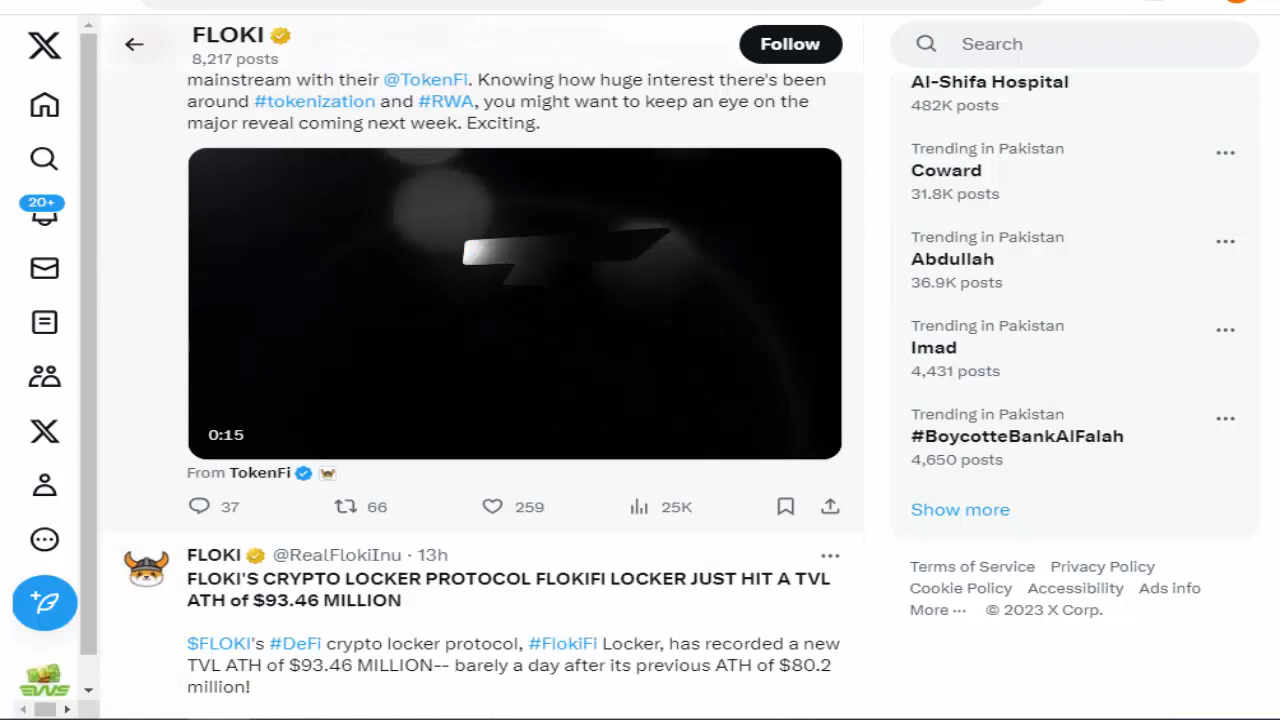 FLOKI
8,217 posts
Follow
mainstream with their @TokenFi. Knowing how huge interest there's been
around #tokenization and #RWA, you might want to keep an eye on the
major reveal coming next week. Exciting.
0:15
From TokenFi
37
66
259
25K
FLOKI @RealFlokiInu · 13h
FLOKI'S CRYPTO LOCKER PROTOCOL FLOKIFI LOCKER JUST HIT A TVL
ATH of $93.46 MILLION
$FLOKI's #DeFi crypto locker protocol, #FlokiFi Locker, has recorded a new
TVL ATH of $93.46 MILLION-- barely a day after its previous ATH of $80.2
million!
20+
EWS
Search
Al-Shifa Hospital
482K posts
Trending in Pakistan
Coward
31.8K posts
Trending in Pakistan
Abdullah
36.9K posts
Trending in Pakistan
Imad
4,431 posts
Trending in Pakistan
#BoycotteBankAlFalah
4,650 posts
Show more
Terms of Service Privacy Policy
Cookie Policy Accessibility Ads info
More ··· © 2023 X Corp.